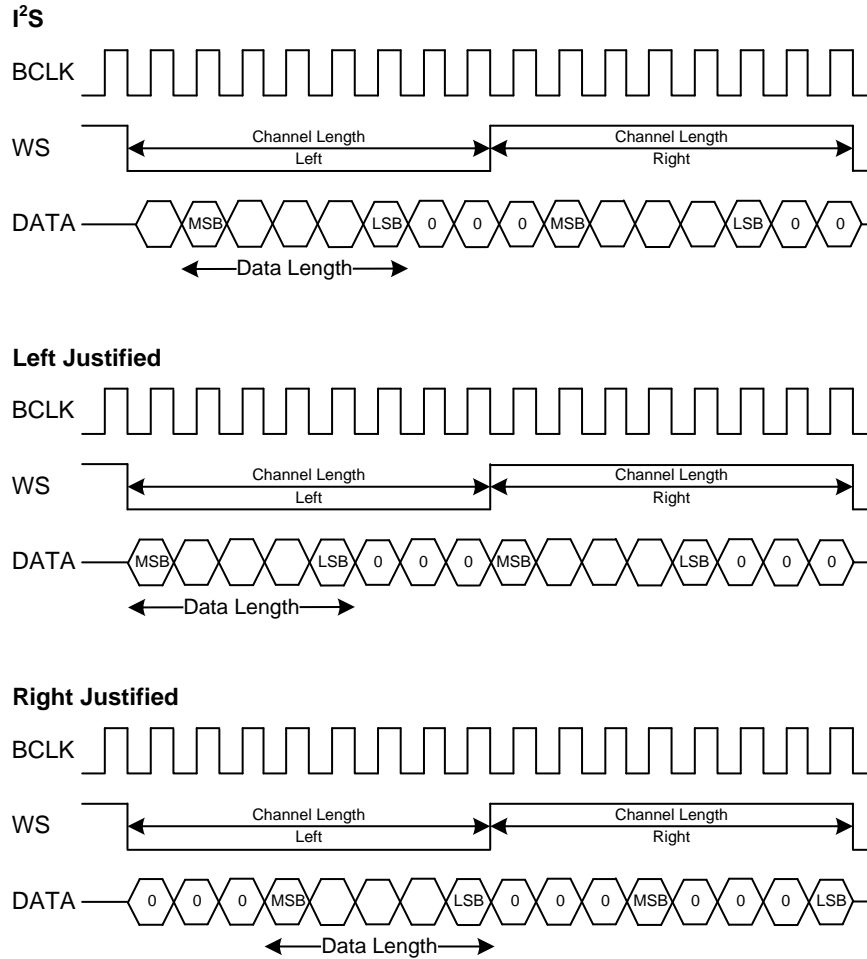 I²S
BCLK
WS
Channel Length Channel Length
Left Right
DATA MSB LSB 0 0 0 MSB LSB 0 0
Data Length
Left Justified
BCLK
WS
Channel Length Channel Length
Left Right
DATA MSB LSB 0 0 0 MSB LSB 0 0 0
Data Length
Right Justified
BCLK
WS
Channel Length Channel Length
Left Right
DATA 0 0 0 MSB LSB 0 0 0 MSB 0 0 0 LSB
Data Length